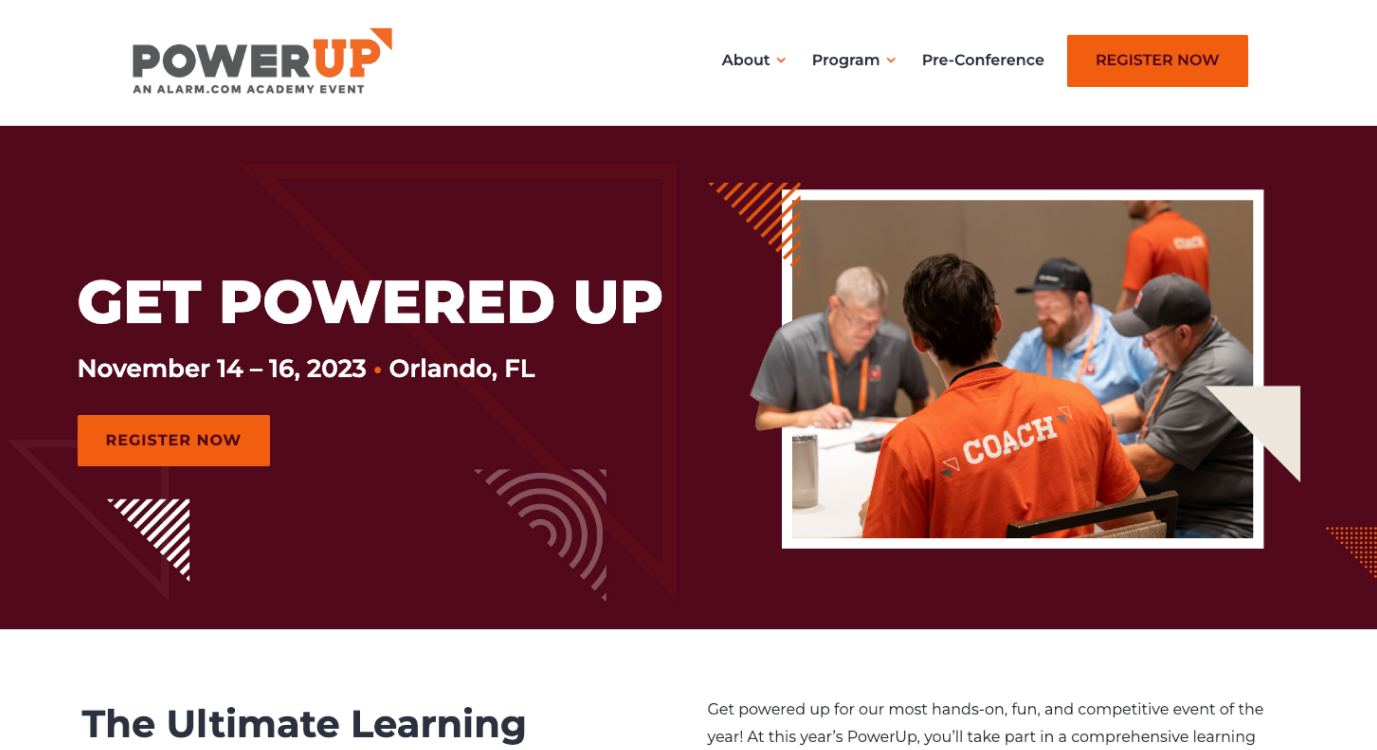 POWERUP
AN ALARM.COM ACADEMY EVENT
About
Program
Pre-Conference
REGISTER NOW
GET POWERED UP
November 14 – 16, 2023 • Orlando, FL
REGISTER NOW
COACH
COACH
The Ultimate Learning
Get powered up for our most hands-on, fun, and competitive event of the
year! At this year’s PowerUp, you’ll take part in a comprehensive learning